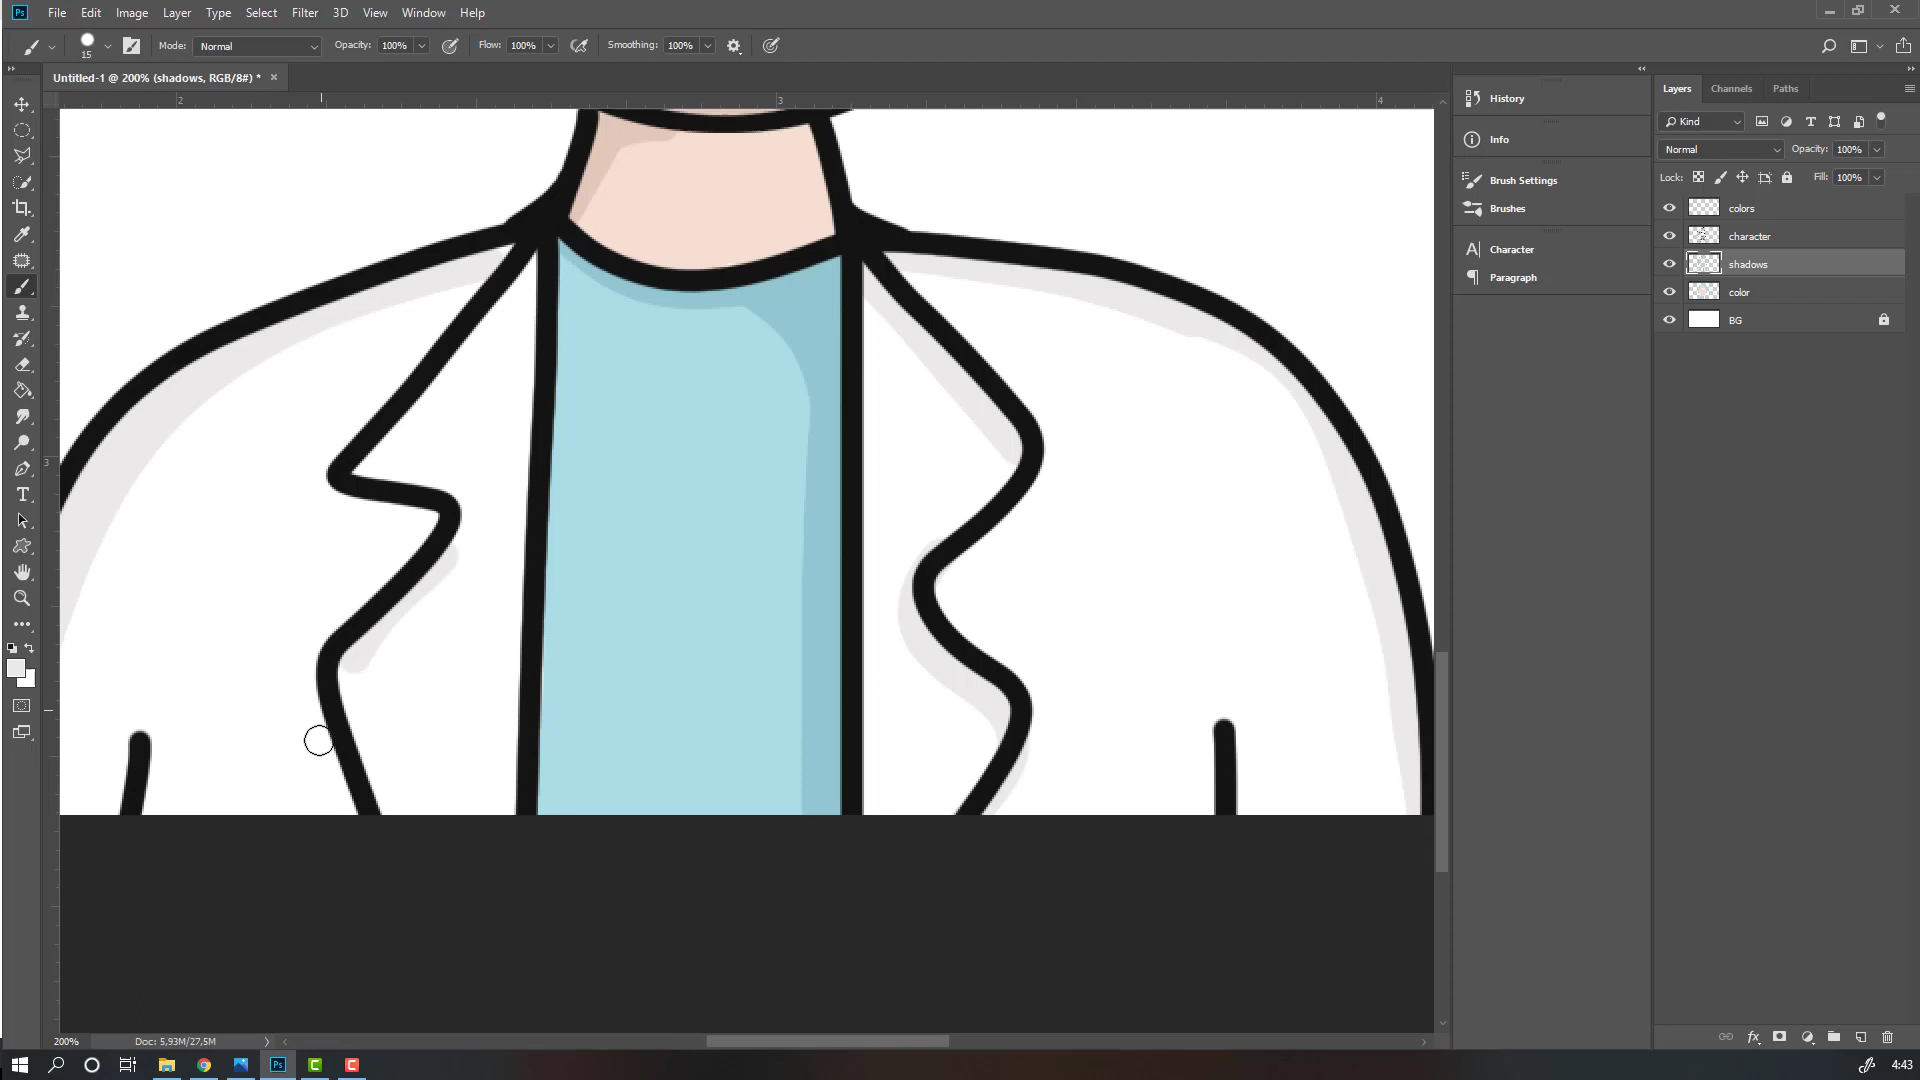 Ps File Edit Image Layer Type Select Filter 3D View Window Help
15 Mode: Normal Opacity: 100% Flow: 100% Smoothing: 100%
Untitled-1 @ 200% (shadows, RGB/8#) * ×
2 3 4
3
History
Info
Brush Settings
Brushes
Character
Paragraph
Layers Channels Paths
Kind
Normal Opacity: 100%
Lock: Fill: 100%
colors
character
shadows
color
BG
200% Doc: 5,93M/27,5M
Ps C C 4:43